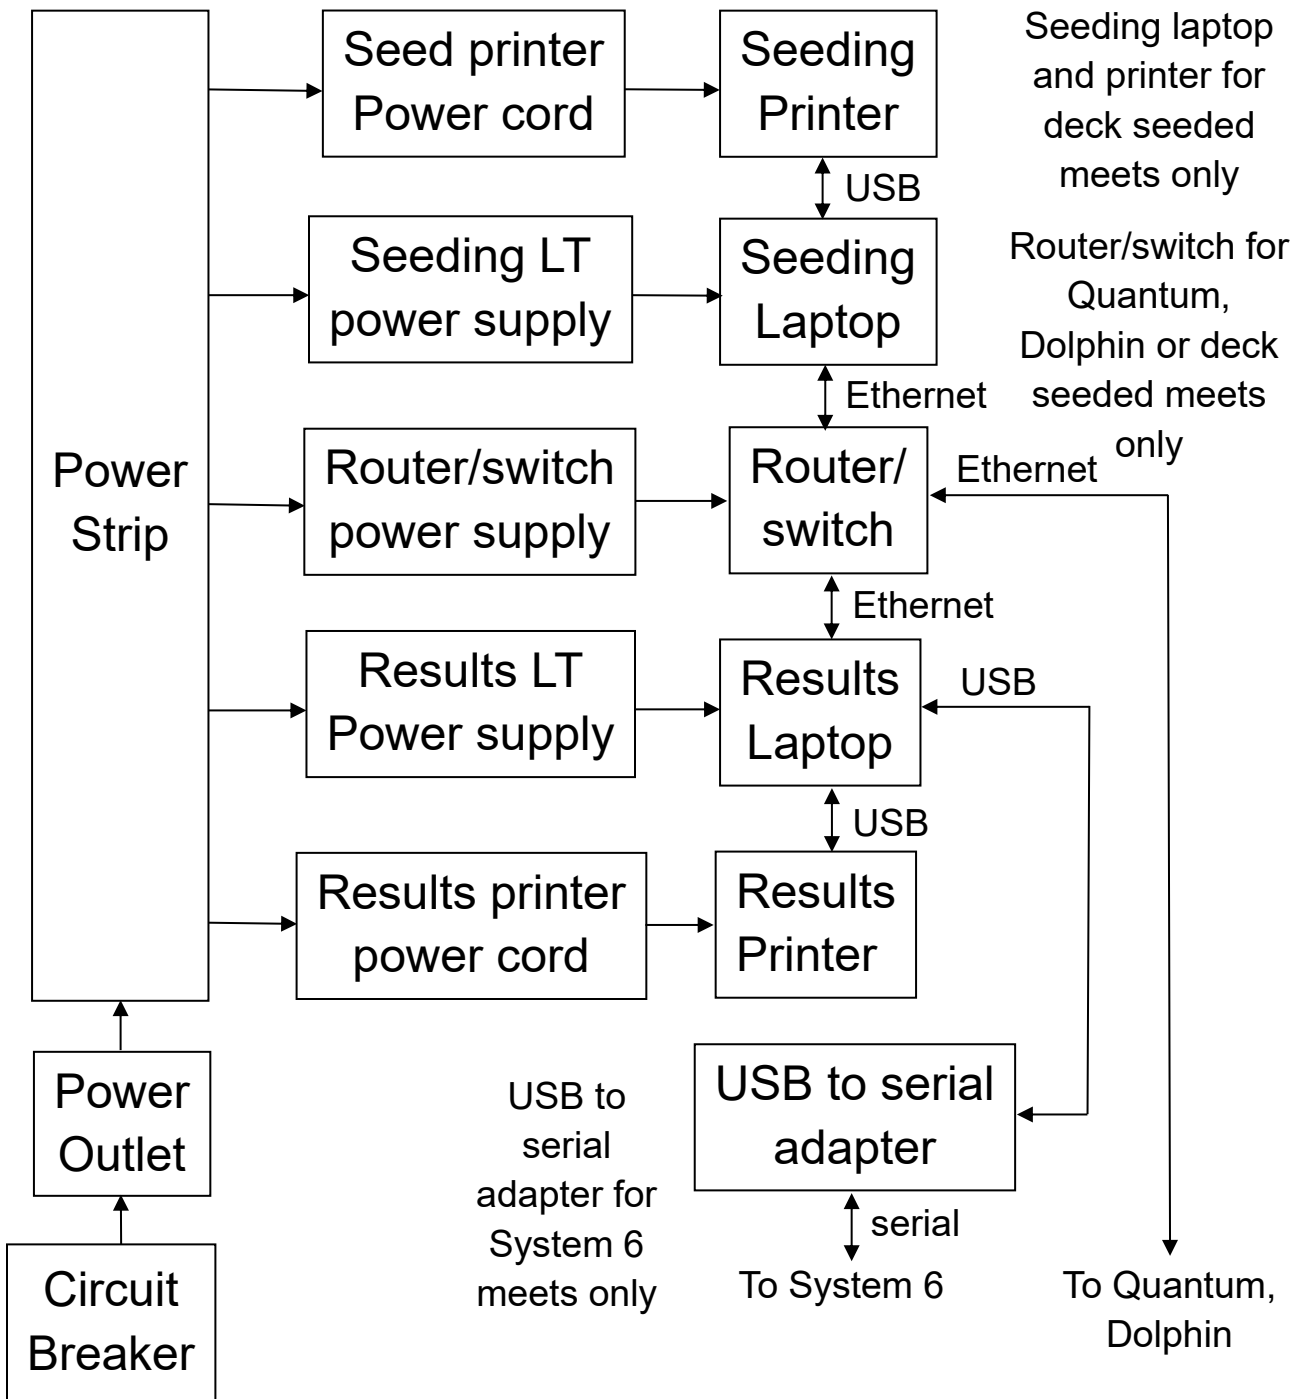 Seed printer
Power cord
Seeding
Printer
Seeding laptop
and printer for
deck seeded
meets only
USB
Seeding LT
power supply
Seeding
Laptop
Router/switch for
Quantum,
Dolphin or deck
seeded meets
only
Ethernet
Power
Strip
Router/switch
power supply
Router/
switch
Ethernet
Ethernet
Results LT
Power supply
Results
Laptop
USB
USB
Results printer
power cord
Results
Printer
Power
Outlet
USB to
serial
adapter for
System 6
meets only
USB to serial
adapter
serial
To System 6
To Quantum,
Dolphin
Circuit
Breaker